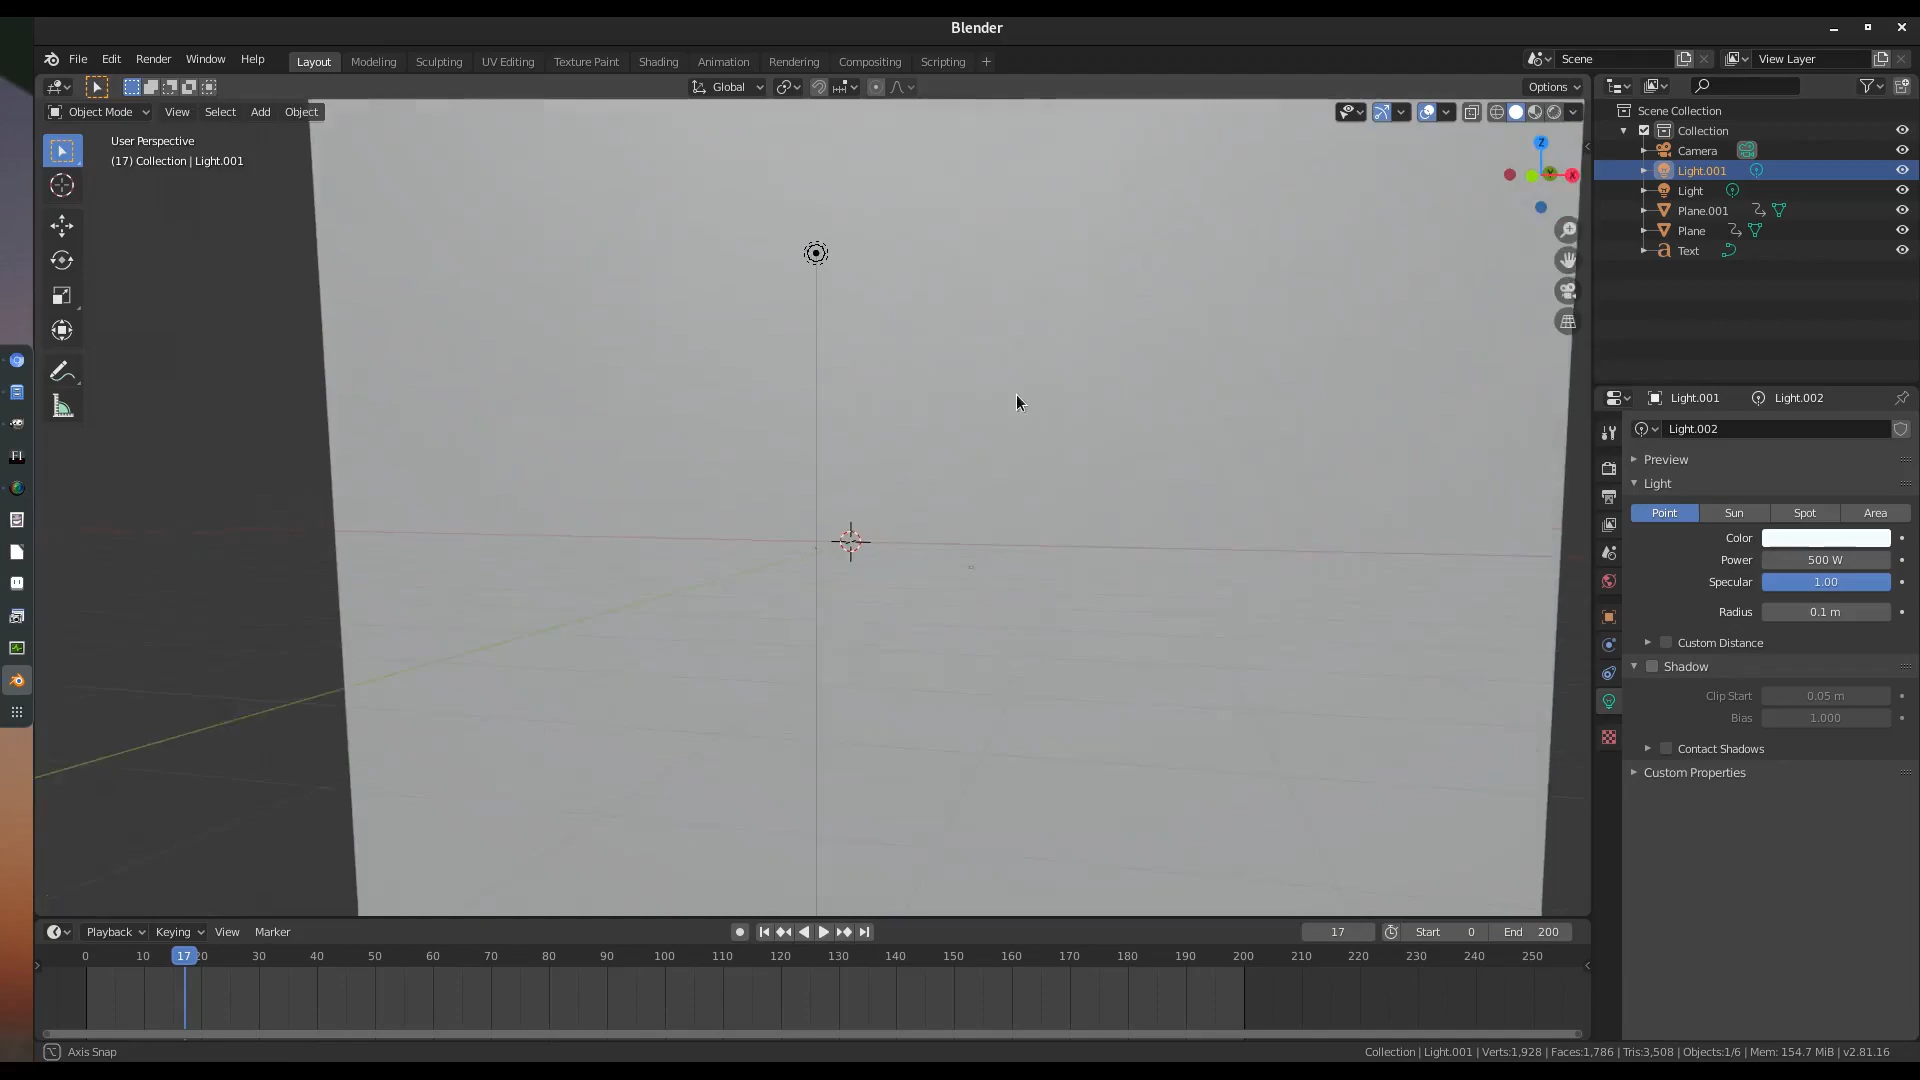 Blender
File Edit Render Window Help
Layout Modeling Sculpting UV Editing Texture Paint Shading Animation Rendering Compositing Scripting +
Scene
View Layer
Global
Options
Object Mode View Select Add Object
User Perspective
(17) Collection | Light.001
Z
Y
X
Scene Collection
Collection
Camera
Light.001
Light
Plane.001
Plane
Text
Light.001 Light.002
Light.002
Preview
Light
Point Sun Spot Area
Color
Power 500 W
Specular 1.00
Radius 0.1 m
Custom Distance
Shadow
Clip Start 0.05 m
Bias 1.000
Contact Shadows
Custom Properties
Playback Keying View Marker
17 Start 0 End 200
0 10 17 20 30 40 50 60 70 80 90 100 110 120 130 140 150 160 170 180 190 200 210 220 230 240 250
Axis Snap
Collection | Light.001 | Verts:1,928 | Faces:1,786 | Tris:3,508 | Objects:1/6 | Mem: 154.7 MiB | v2.81.16